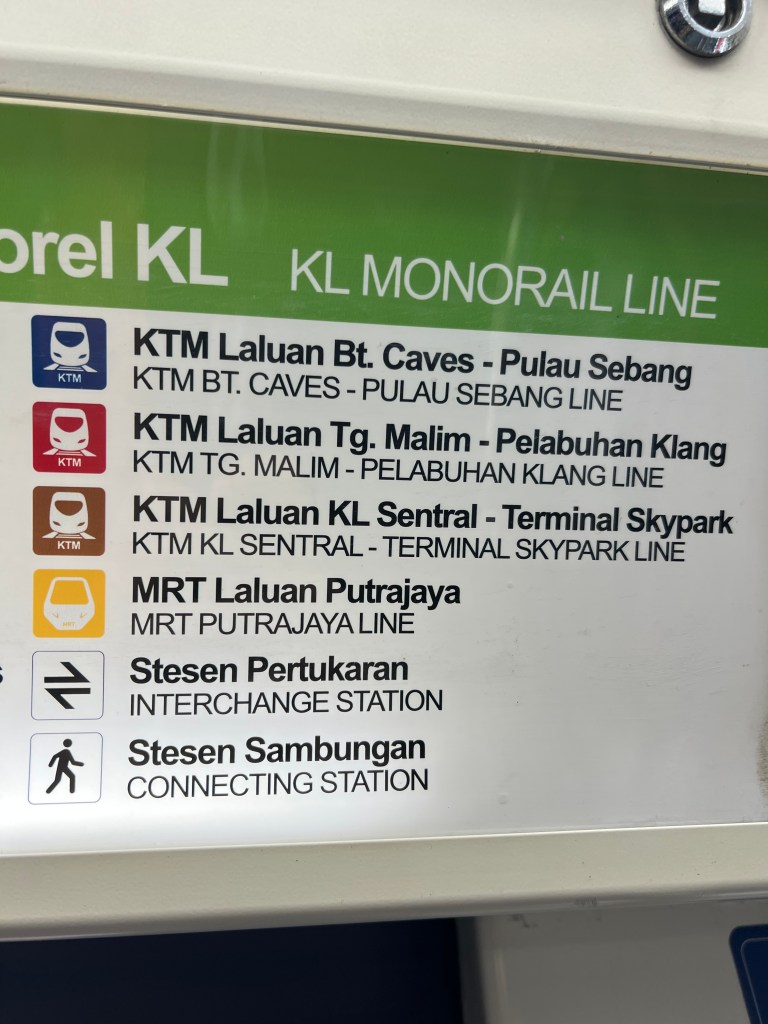 orel KL KL MONORAIL LINE
KTM
KTM Laluan Bt. Caves - Pulau Sebang
KTM BT. CAVES - PULAU SEBANG LINE
KTM
KTM Laluan Tg. Malim - Pelabuhan Klang
KTM TG. MALIM - PELABUHAN KLANG LINE
KTM
KTM Laluan KL Sentral - Terminal Skypark
KTM KL SENTRAL - TERMINAL SKYPARK LINE
MRT
MRT Laluan Putrajaya
MRT PUTRAJAYA LINE
Stesen Pertukaran
INTERCHANGE STATION
Stesen Sambungan
CONNECTING STATION